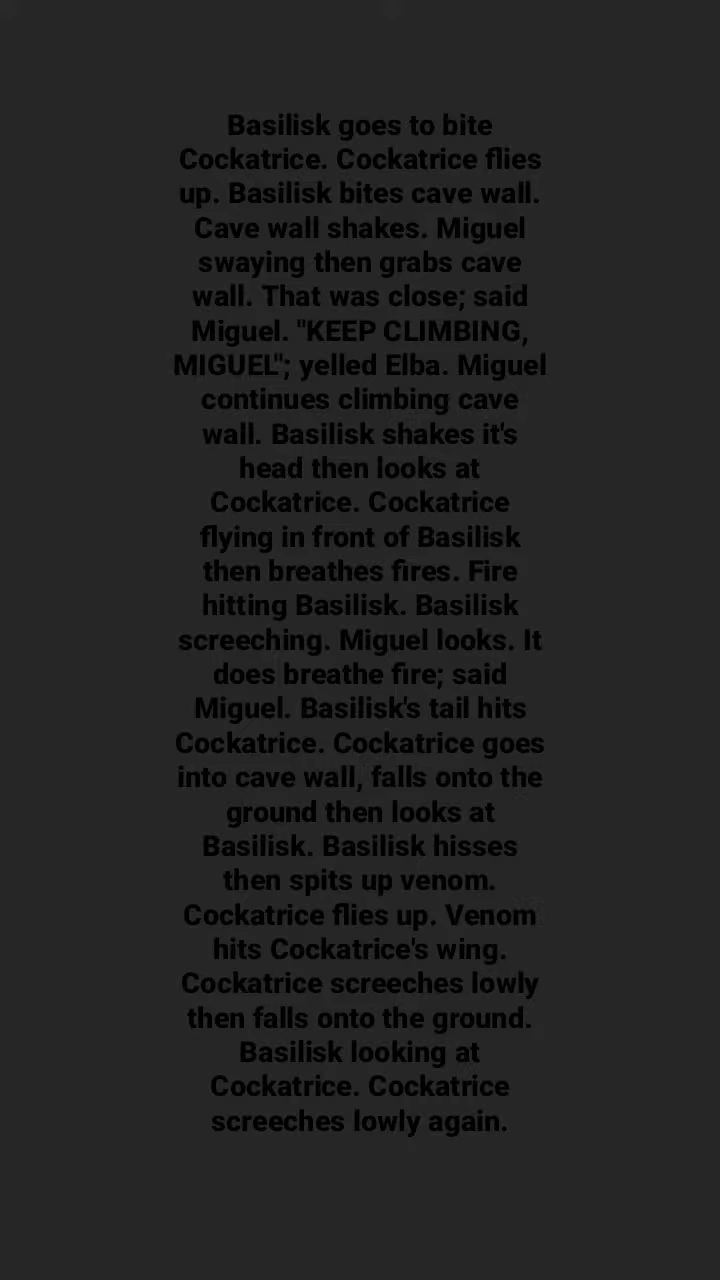 Basilisk goes to bite
Cockatrice. Cockatrice flies
up. Basilisk bites cave wall.
Cave wall shakes. Miguel
swaying then grabs cave
wall. That was close; said
Miguel. "KEEP CLIMBING,
MIGUEL"; yelled Elba. Miguel
continues climbing cave
wall. Basilisk shakes it's
head then looks at
Cockatrice. Cockatrice
flying in front of Basilisk
then breathes fires. Fire
hitting Basilisk. Basilisk
screeching. Miguel looks. It
does breathe fire; said
Miguel. Basilisk's tail hits
Cockatrice. Cockatrice goes
into cave wall, falls onto the
ground then looks at
Basilisk. Basilisk hisses
then spits up venom.
Cockatrice flies up. Venom
hits Cockatrice's wing.
Cockatrice screeches lowly
then falls onto the ground.
Basilisk looking at
Cockatrice. Cockatrice
screeches lowly again.